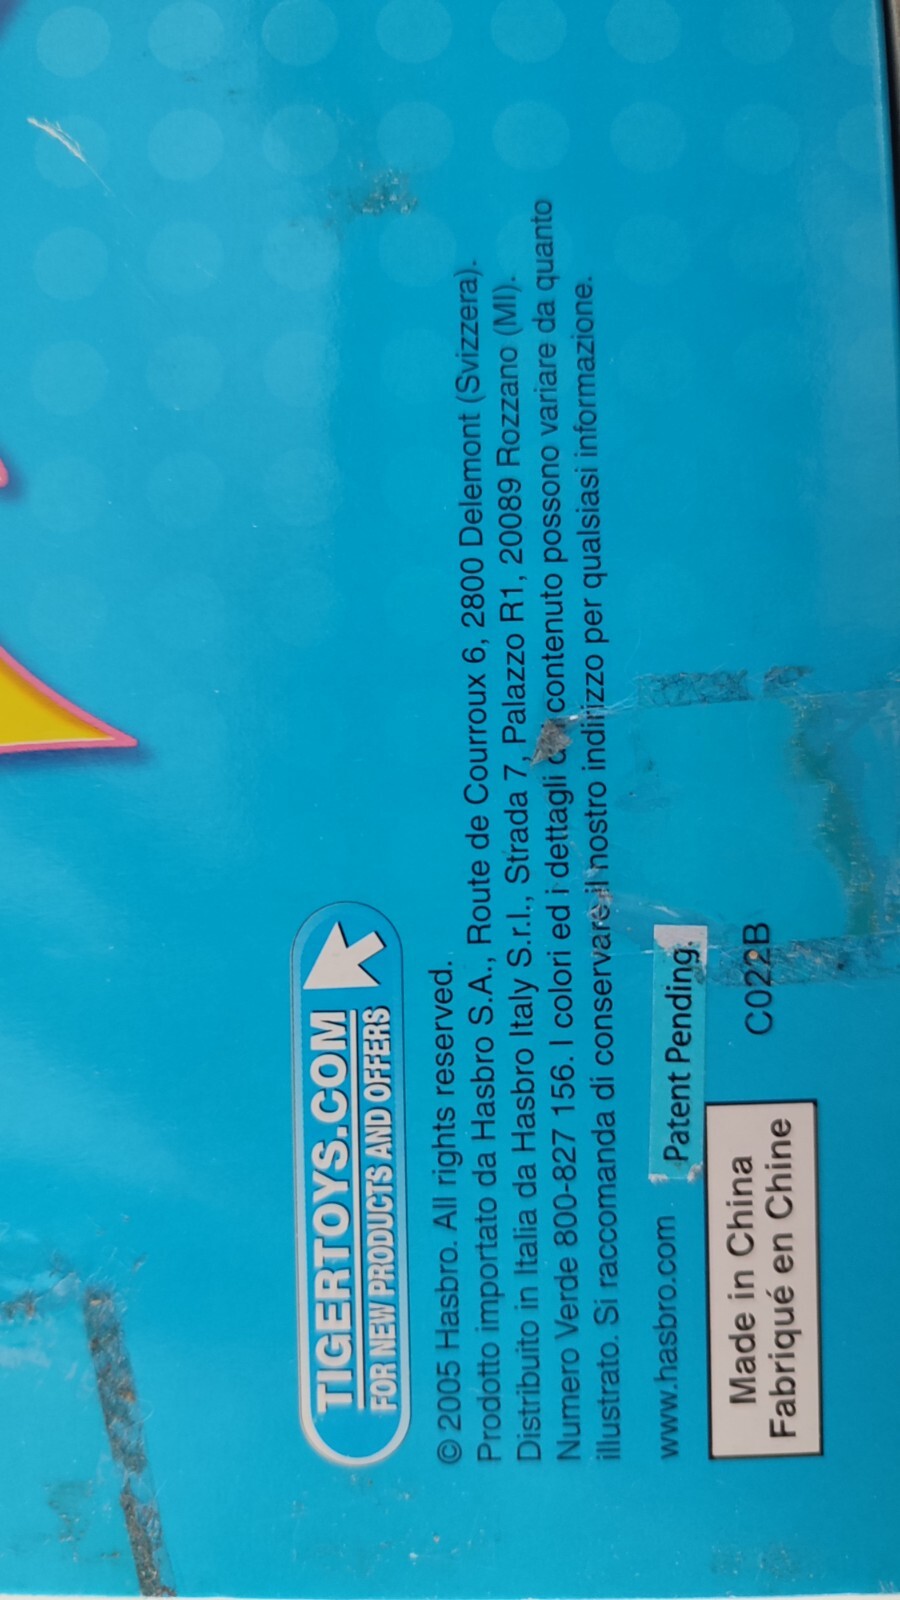 TIGERTOYS.COM
FOR NEW PRODUCTS AND OFFERS
© 2005 Hasbro. All rights reserved.
Prodotto importato da Hasbro S.A., Route de Courroux 6, 2800 Delemont (Svizzera).
Distribuito in Italia da Hasbro Italy S.r.l., Strada 7, Palazzo R1, 20089 Rozzano (MI).
Numero Verde 800-827 156. I colori ed i dettagli contenuto possono variare da quanto
illustrato. Si raccomanda di conservare il nostro indirizzo per qualsiasi informazione.
www.hasbro.com Patent Pending.
Made in China
Fabriqué en Chine
C022B